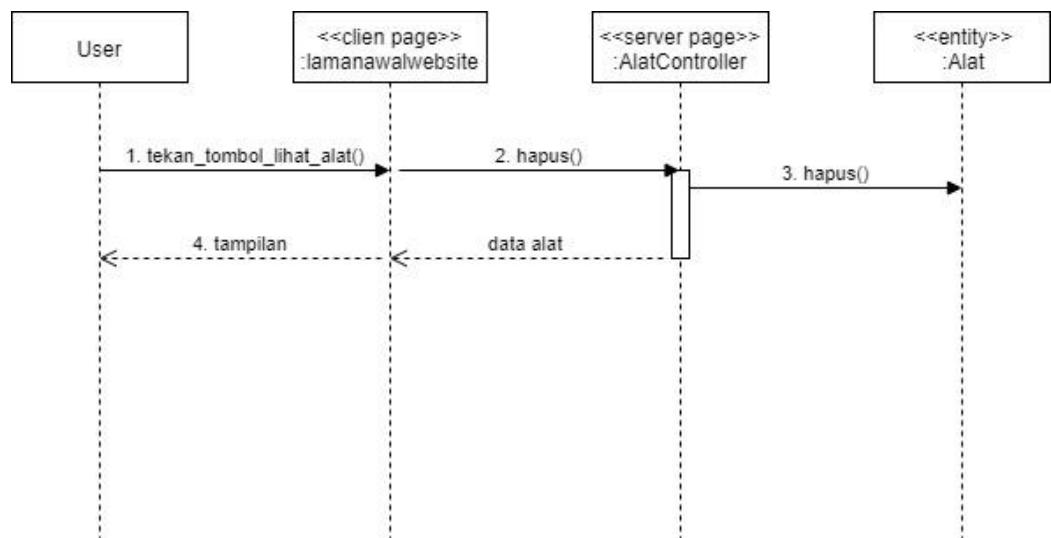 User
<<clien page>>
:lamanawalwebsite
<<server page>>
:AlatController
<<entity>>
:Alat
1. tekan_tombol_lihat_alat()
2. hapus()
3. hapus()
4. tampilan
data alat